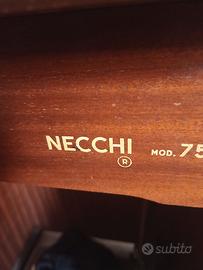 NECCHI
®
MOD. 75
subito